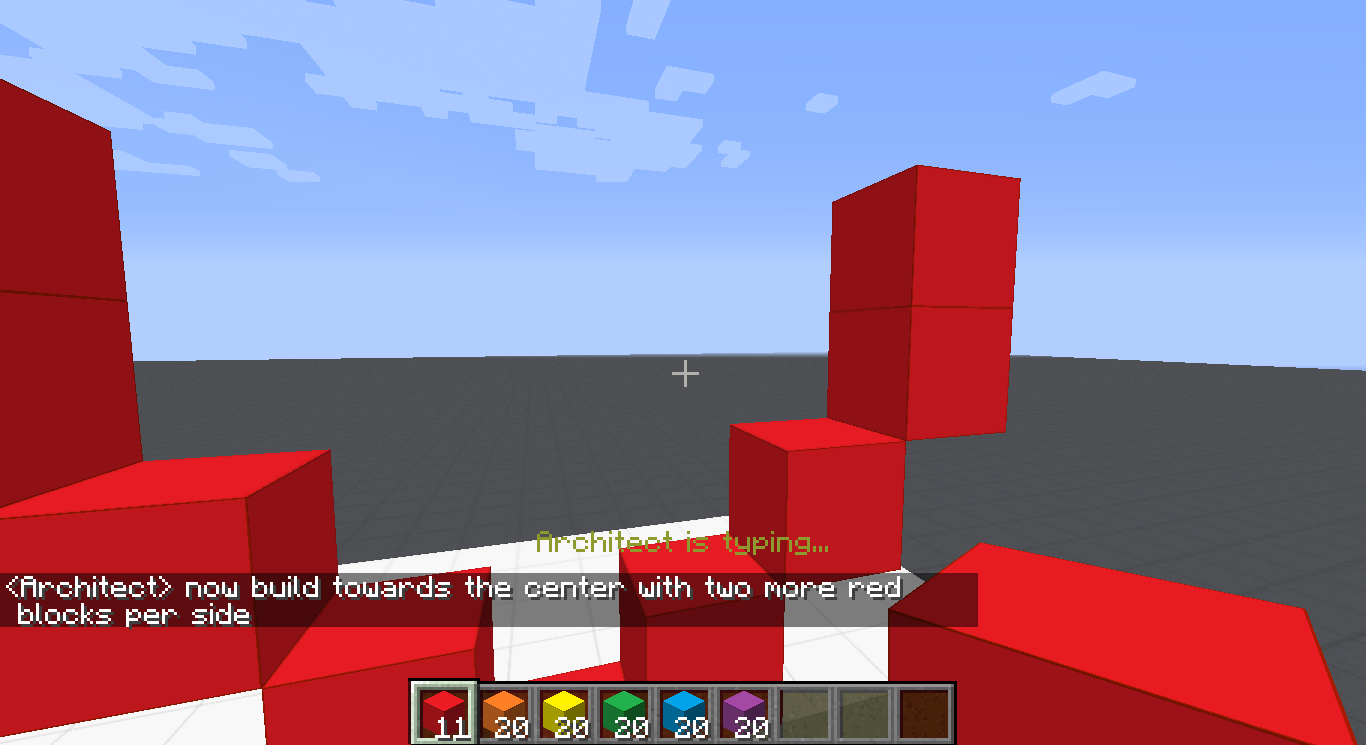 Architect is typing...
<Architect> now build towards the center with two more red
blocks per side
11 20 20 20 20 20